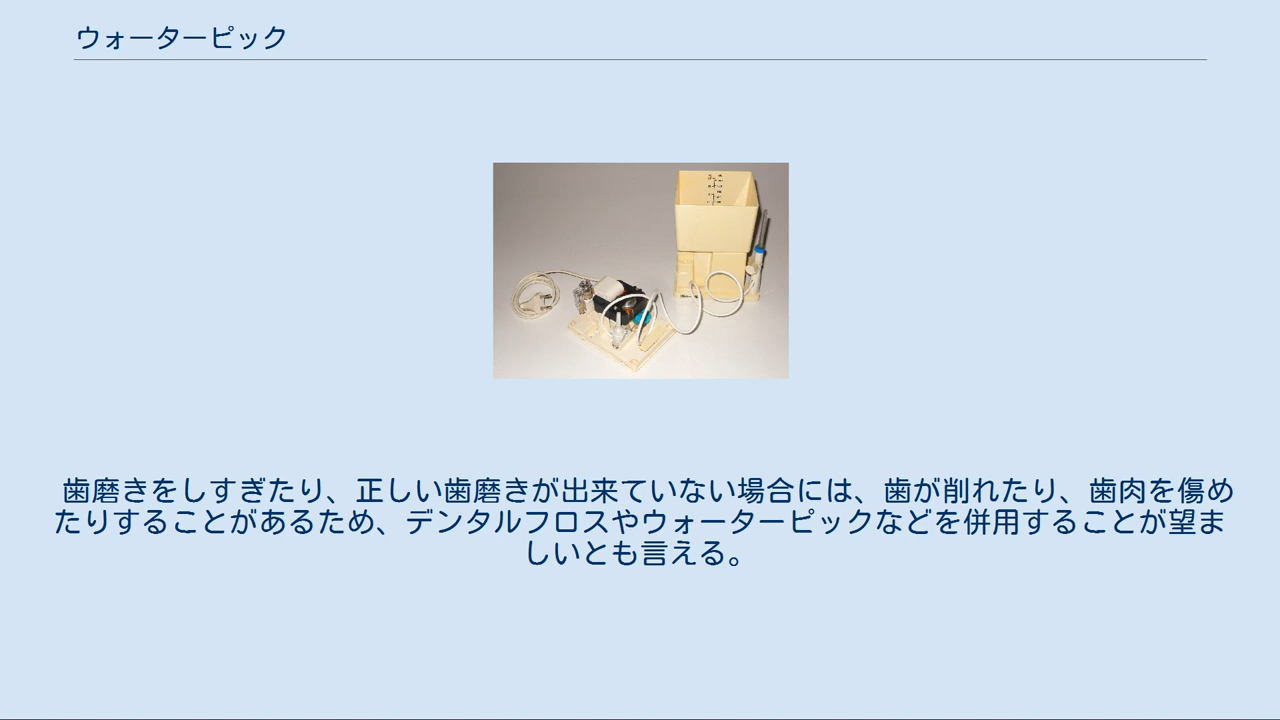 ウォーターピック
歯磨きをしすぎたり、正しい歯磨きが出来ていない場合には、歯が削れたり、歯肉を傷め
たりすることがあるため、デンタルフロスやウォーターピックなどを併用することが望ま
しいとも言える。